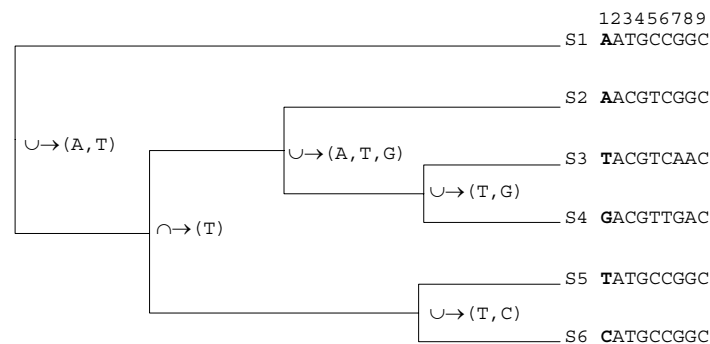 123456789
S1 AATGCCGGC
S2 AACGTCGGC
∪→(A,T)
∪→(A,T,G)
S3 TACGTCAAC
∪→(T,G)
S4 GACGTTGAC
∩→(T)
S5 TATGCCGGC
∪→(T,C)
S6 CATGCCGGC